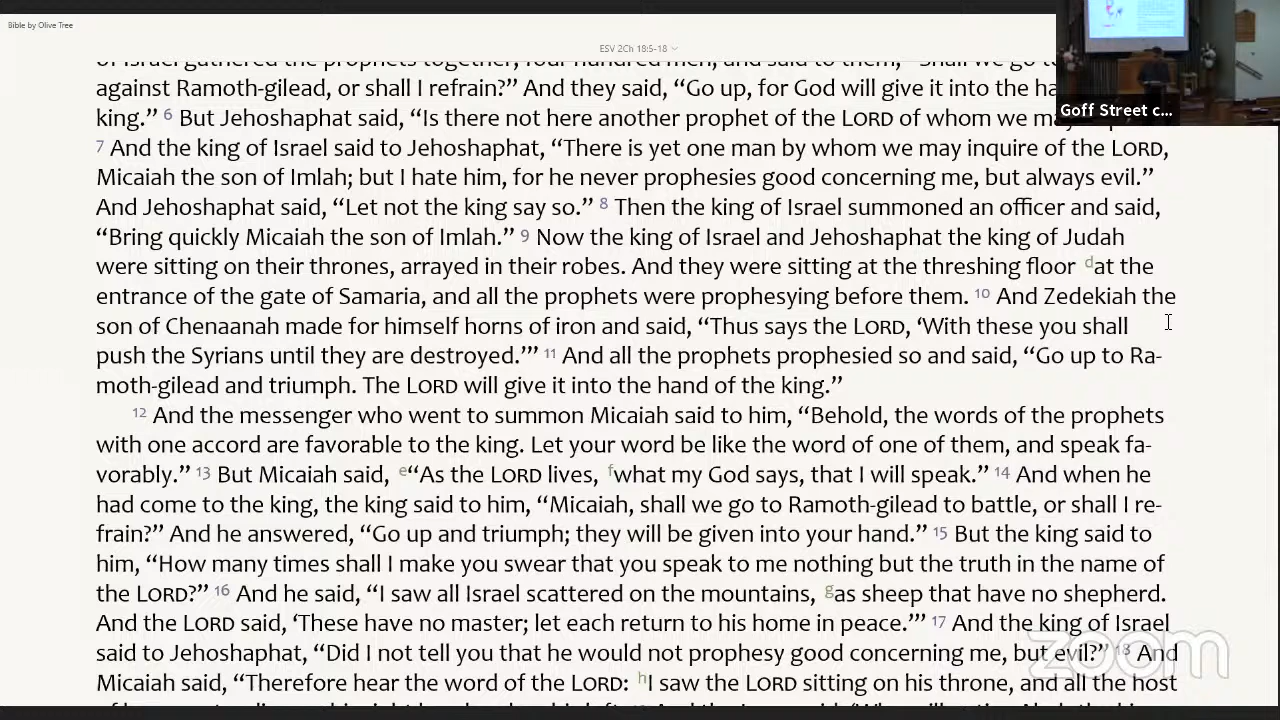 Bible by Olive Tree
ESV 2Ch 18:5-18
of Israel gathered the prophets together, four hundred men, and said to them, “Shall we go to
against Ramoth-gilead, or shall I refrain?” And they said, “Go up, for God will give it into the ha
king.” 6 But Jehoshaphat said, “Is there not here another prophet of the LORD of whom we may
Goff Street c...
7 And the king of Israel said to Jehoshaphat, “There is yet one man by whom we may inquire of the LORD,
Micaiah the son of Imlah; but I hate him, for he never prophesies good concerning me, but always evil.”
And Jehoshaphat said, “Let not the king say so.” 8 Then the king of Israel summoned an officer and said,
“Bring quickly Micaiah the son of Imlah.” 9 Now the king of Israel and Jehoshaphat the king of Judah
were sitting on their thrones, arrayed in their robes. And they were sitting at the threshing floor d at the
entrance of the gate of Samaria, and all the prophets were prophesying before them. 10 And Zedekiah the
son of Chenaanah made for himself horns of iron and said, “Thus says the LORD, ‘With these you shall
push the Syrians until they are destroyed.’” 11 And all the prophets prophesied so and said, “Go up to Ra-
moth-gilead and triumph. The LORD will give it into the hand of the king.”
12 And the messenger who went to summon Micaiah said to him, “Behold, the words of the prophets
with one accord are favorable to the king. Let your word be like the word of one of them, and speak fa-
vorably.” 13 But Micaiah said, e“As the LORD lives, f what my God says, that I will speak.” 14 And when he
had come to the king, the king said to him, “Micaiah, shall we go to Ramoth-gilead to battle, or shall I re-
frain?” And he answered, “Go up and triumph; they will be given into your hand.” 15 But the king said to
him, “How many times shall I make you swear that you speak to me nothing but the truth in the name of
the LORD?” 16 And he said, “I saw all Israel scattered on the mountains, g as sheep that have no shepherd.
And the LORD said, ‘These have no master; let each return to his home in peace.’” 17 And the king of Israel
said to Jehoshaphat, “Did I not tell you that he would not prophesy good concerning me, but evil?” 18 And
Micaiah said, “Therefore hear the word of the LORD: h I saw the LORD sitting on his throne, and all the host
zoom